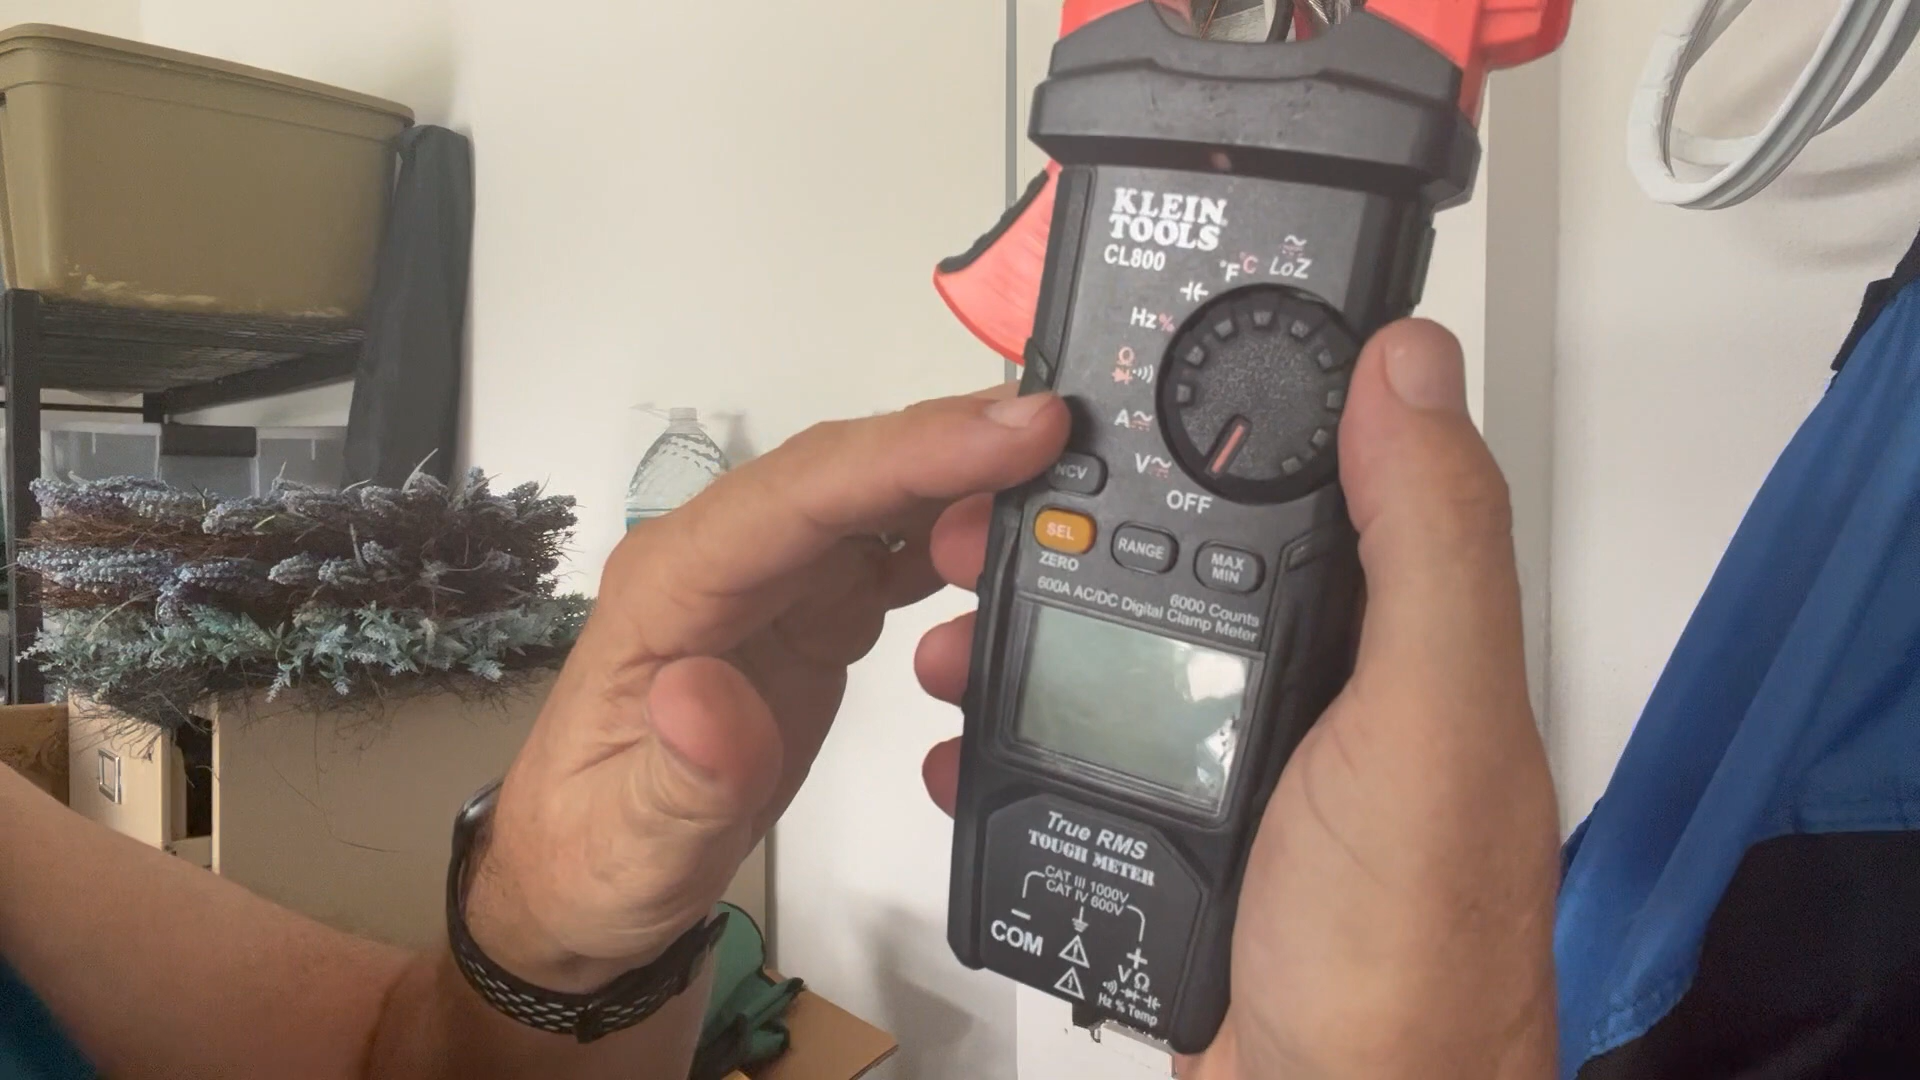 KLEIN
TOOLS
CL800
°F°C
LoZ
Hz%
Ω
A
V
OFF
NCV
SEL
ZERO
RANGE
MAX
MIN
6000 Counts
600A AC/DC Digital Clamp Meter
True RMS
TOUGH METER
CAT III 1000V
CAT IV 600V
COM
VΩ
Hz % Temp